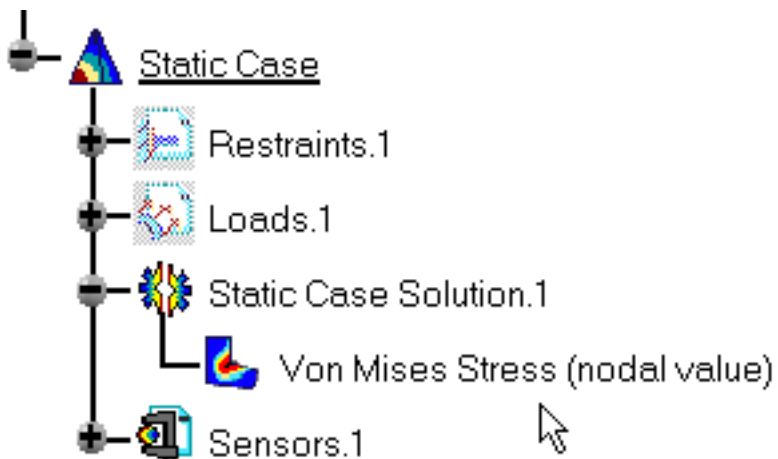 Static Case
Restraints.1
Loads.1
Static Case Solution.1
Von Mises Stress (nodal value)
Sensors.1